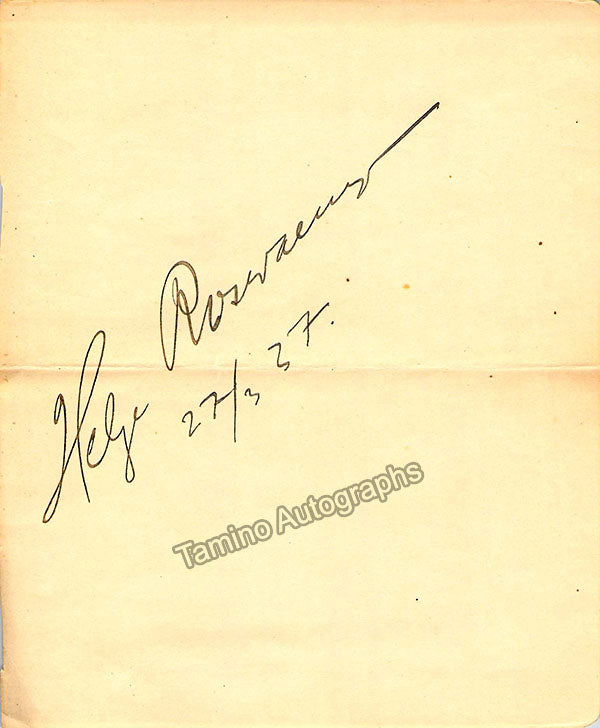 Helge Rosvaenge
27/3 37.
Tamino Autographs